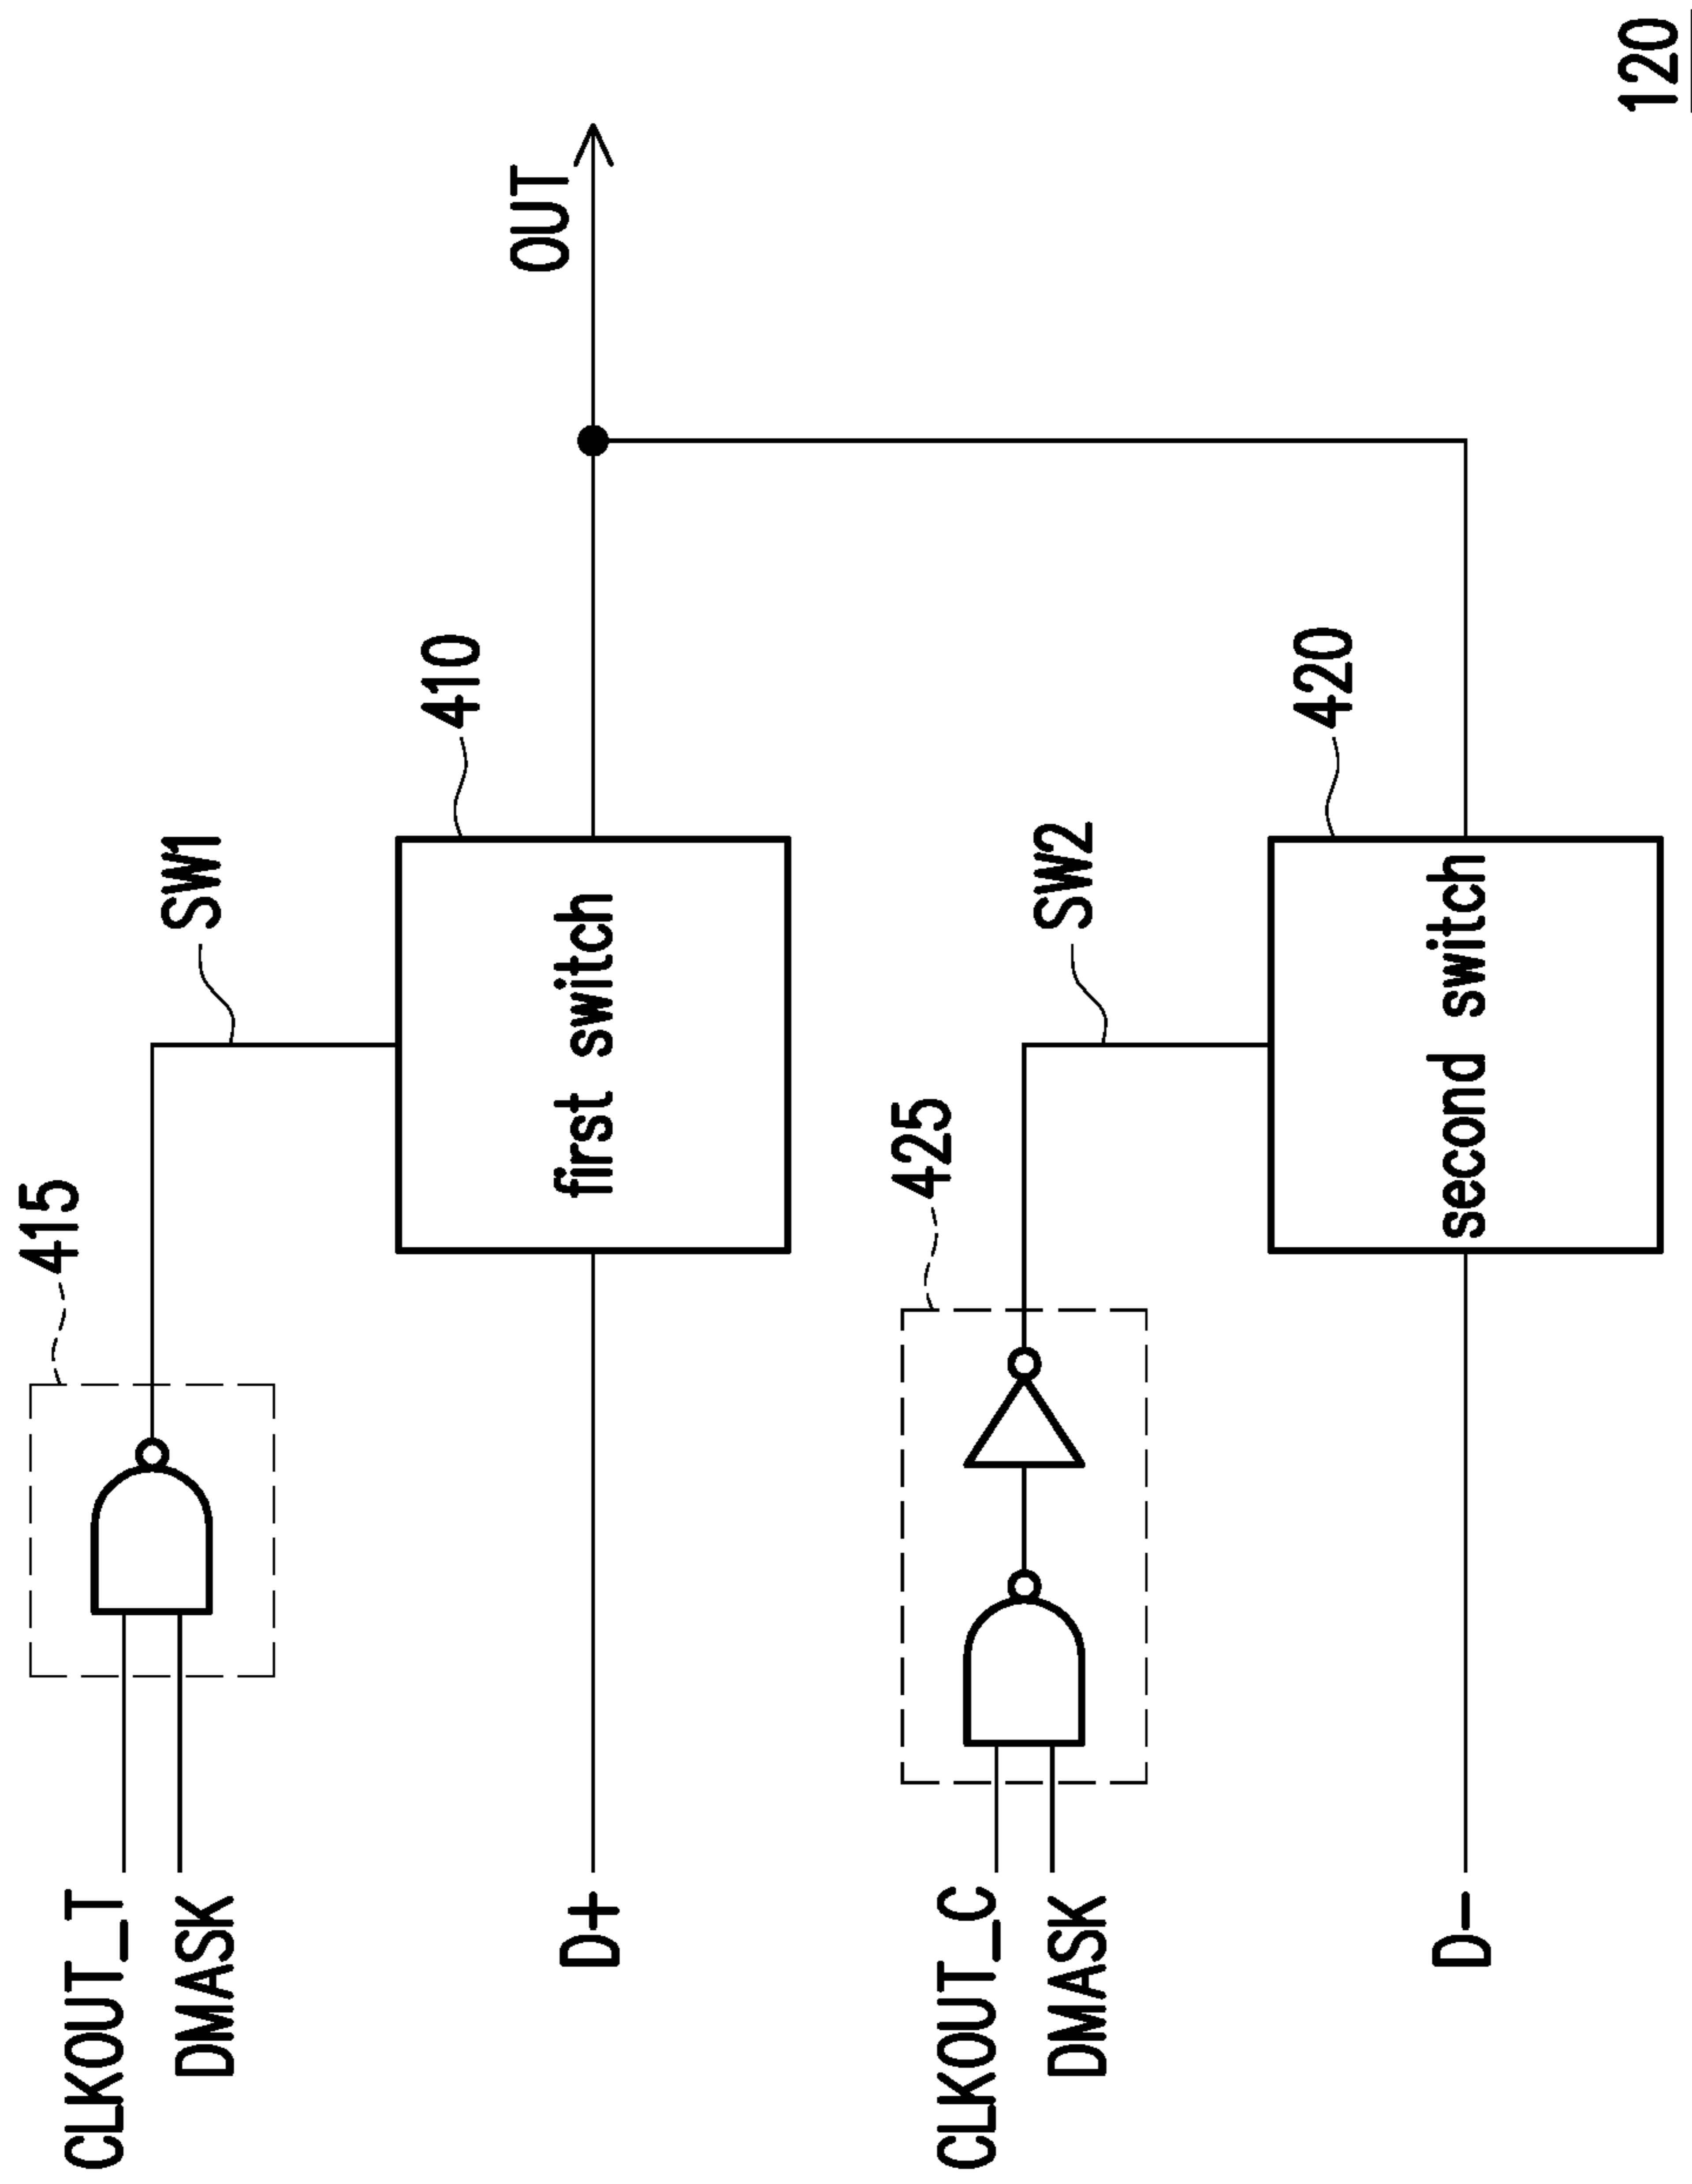 415
SW1
CLKOUT_T
DMASK
410
OUT
D+
first switch
425
SW2
CLKOUT_C
DMASK
420
D-
second switch
120